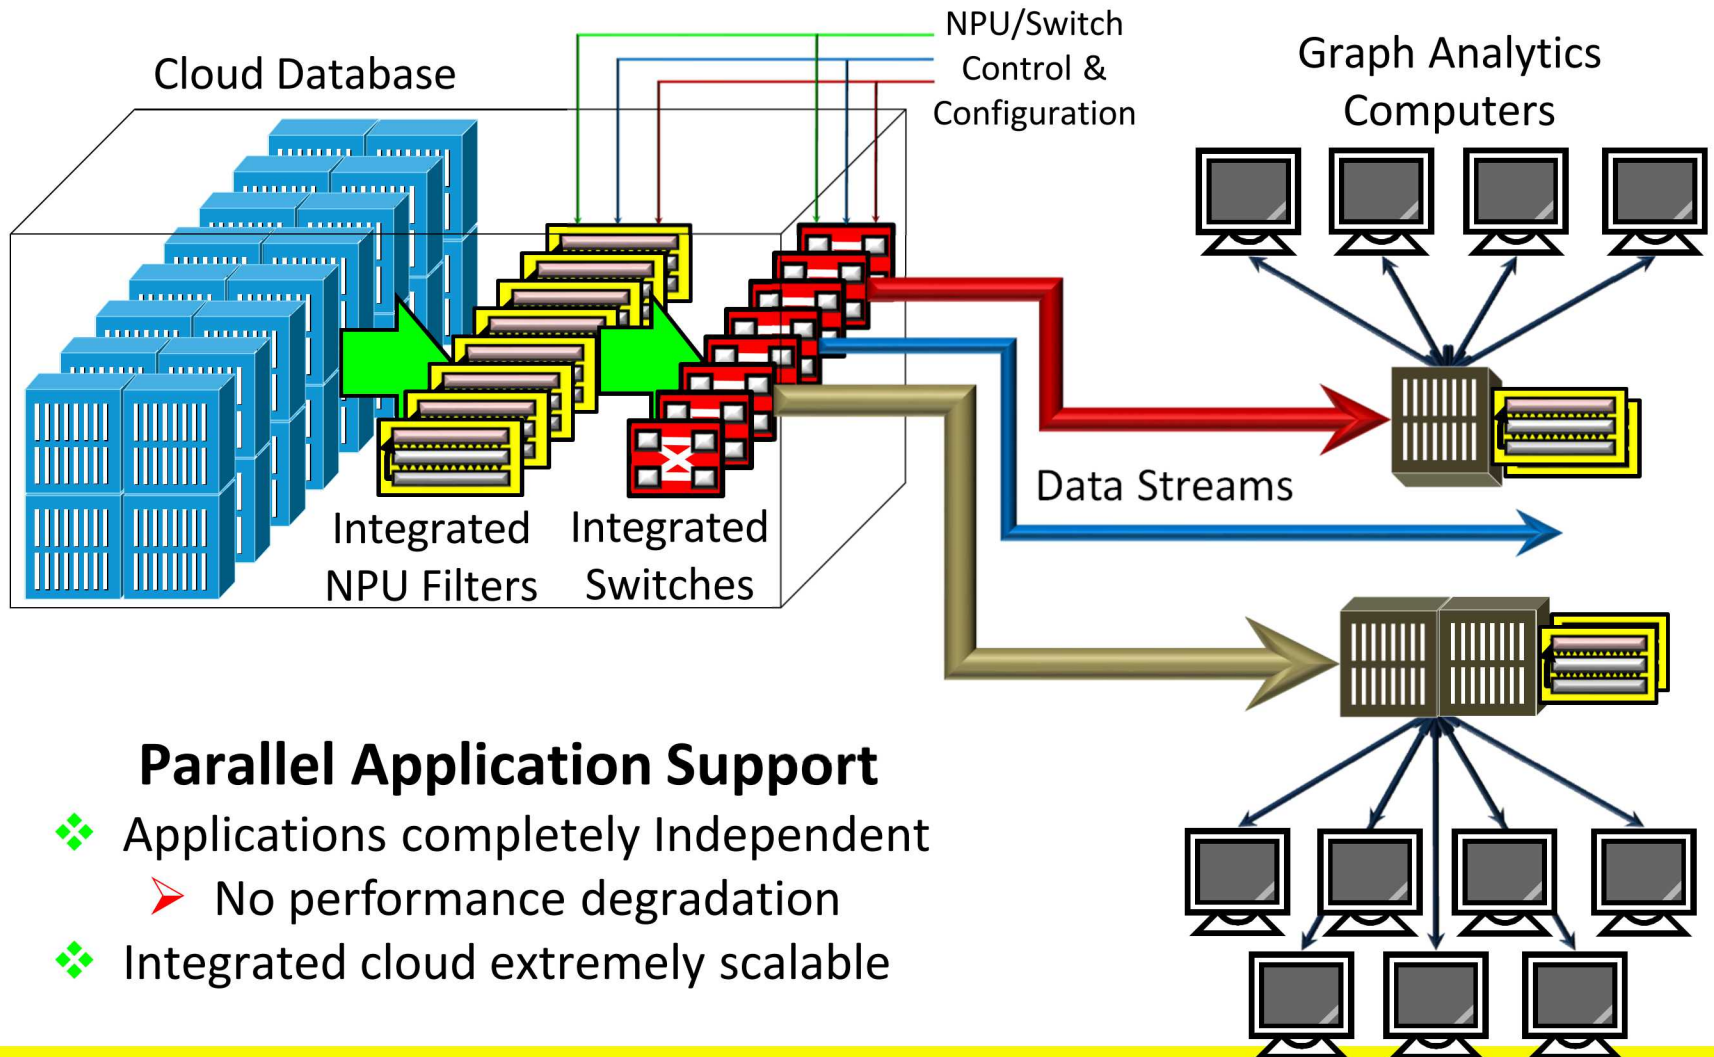 NPU/Switch
Control &
Configuration
Cloud Database
Graph Analytics
Computers
Integrated
NPU Filters
Integrated
Switches
Data Streams
Parallel Application Support
Applications completely Independent
No performance degradation
Integrated cloud extremely scalable